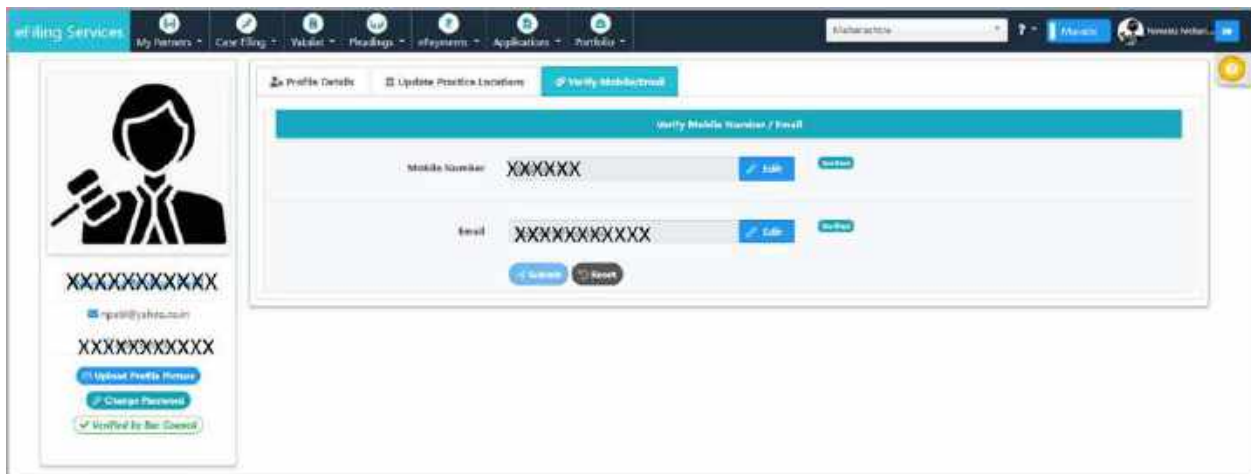 eFiling Services
My Partners
Case Filing
Vakalat
Pleadings
ePayments
Applications
Portfolio
Maharashtra
?
Profile Details
Update Practice Locations
Verify Mobile/Email
Verify Mobile Number / Email
Mobile Number
XXXXXX
Edit
Verified
Email
XXXXXXXXXXX
Edit
Verified
Submit
Reset
XXXXXXXXXXX
XXXXXXXXXXX
Upload Profile Picture
Change Password
Verified by Bar Council